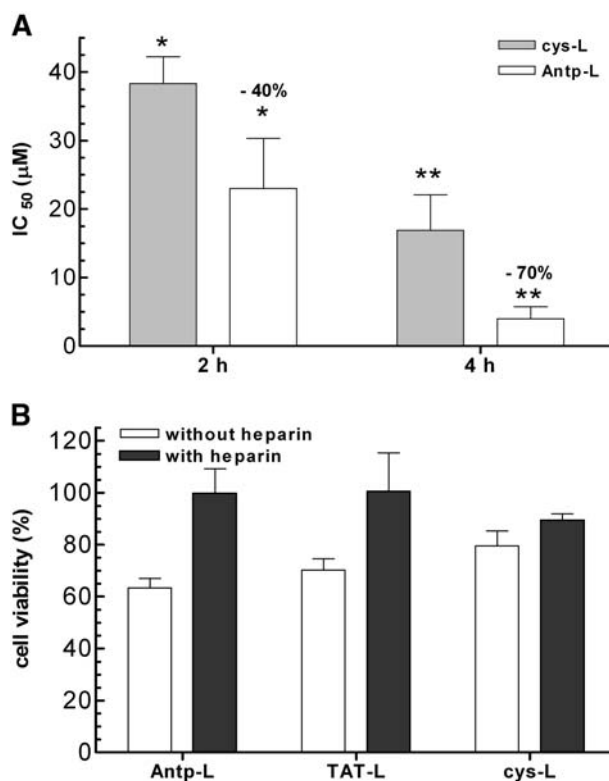 A
cys-L
Antp-L
IC 50 (µM)
40
30
20
10
0
*
- 40%
*
**
- 70%
**
2 h
4 h
B
without heparin
with heparin
cell viability (%)
120
100
80
60
40
20
0
Antp-L
TAT-L
cys-L